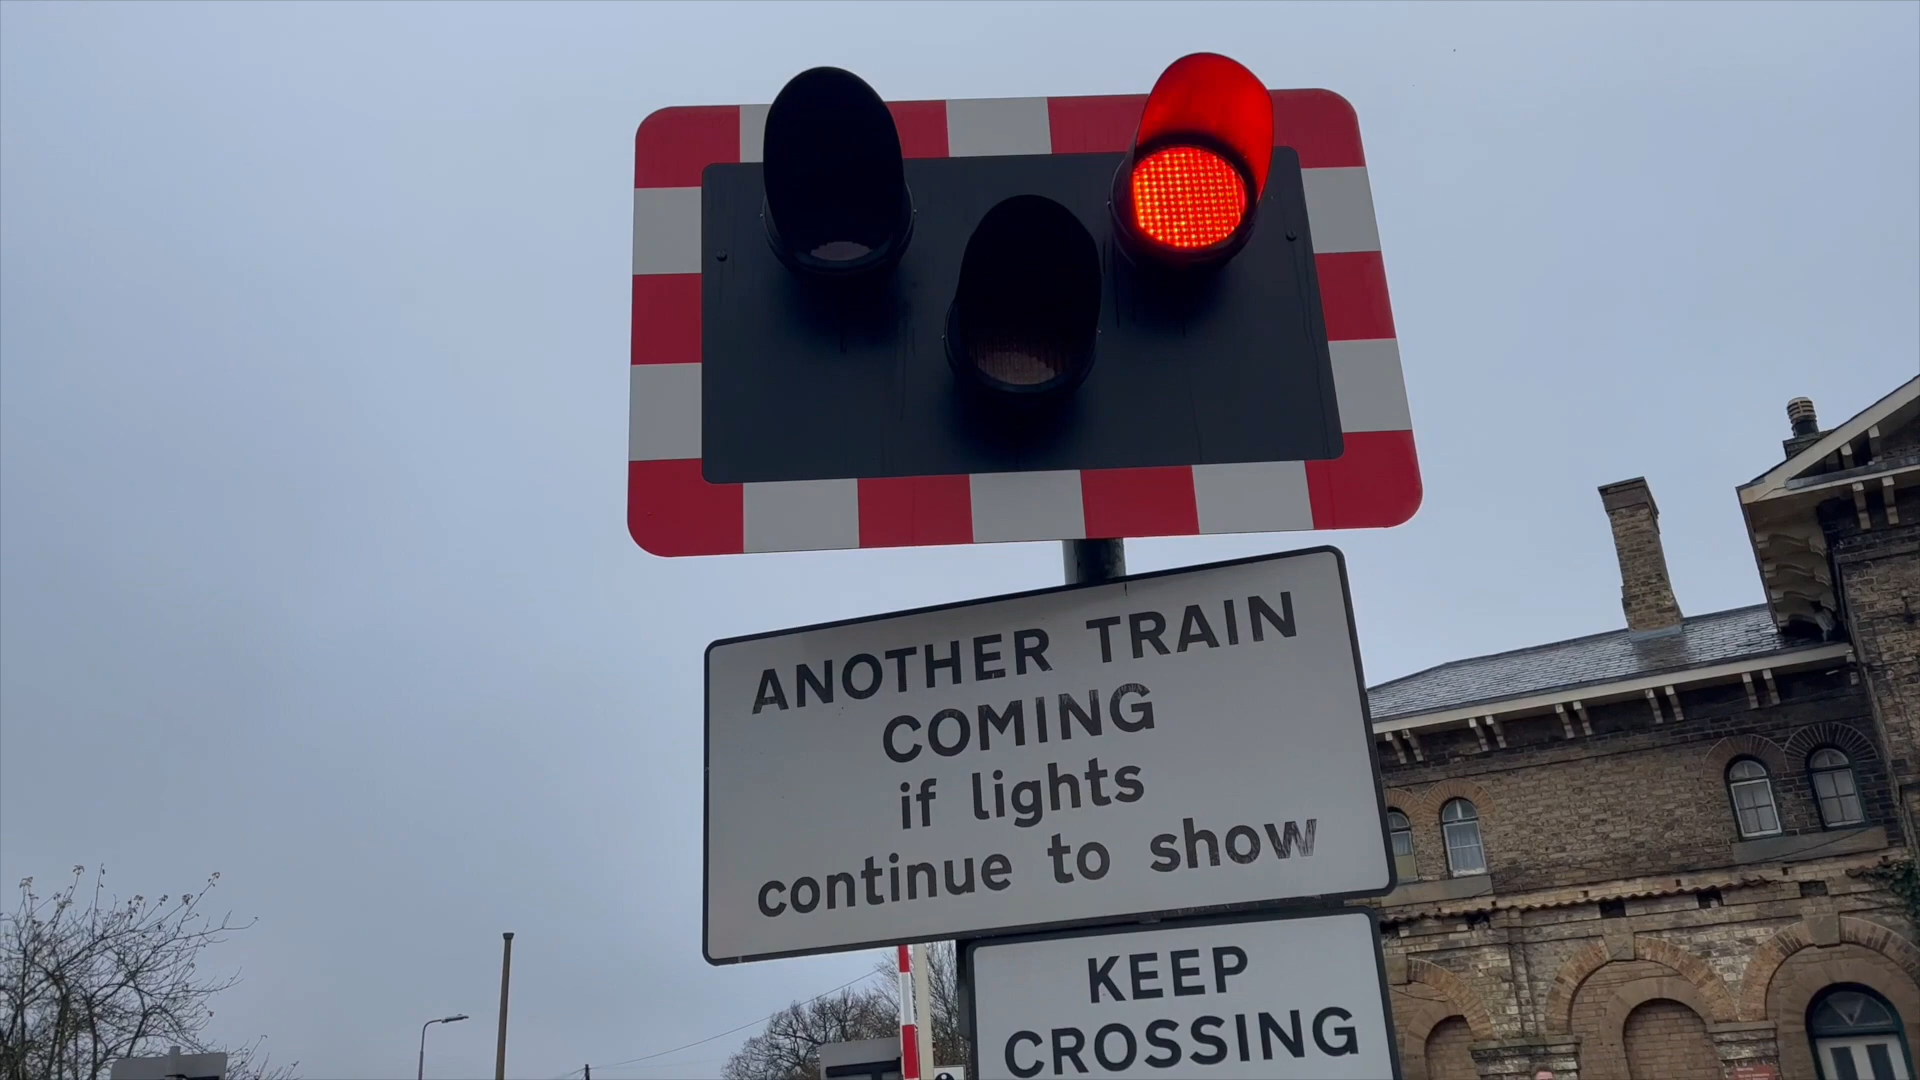 ANOTHER TRAIN
COMING
if lights
continue to show
KEEP
CROSSING